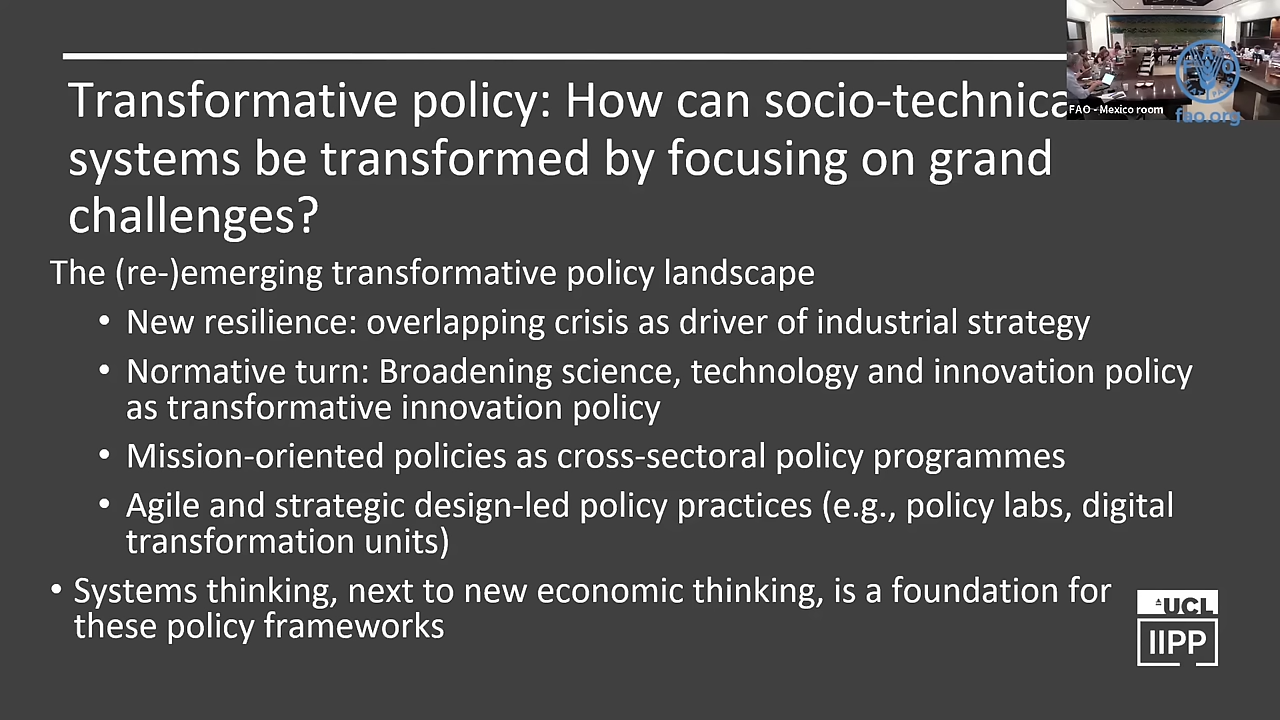 Transformative policy: How can socio-technica
systems be transformed by focusing on grand
challenges?
FAO - Mexico room
fao.org
The (re-)emerging transformative policy landscape
• New resilience: overlapping crisis as driver of industrial strategy
• Normative turn: Broadening science, technology and innovation policy
as transformative innovation policy
• Mission-oriented policies as cross-sectoral policy programmes
• Agile and strategic design-led policy practices (e.g., policy labs, digital
transformation units)
• Systems thinking, next to new economic thinking, is a foundation for
these policy frameworks
UCL
IIPP